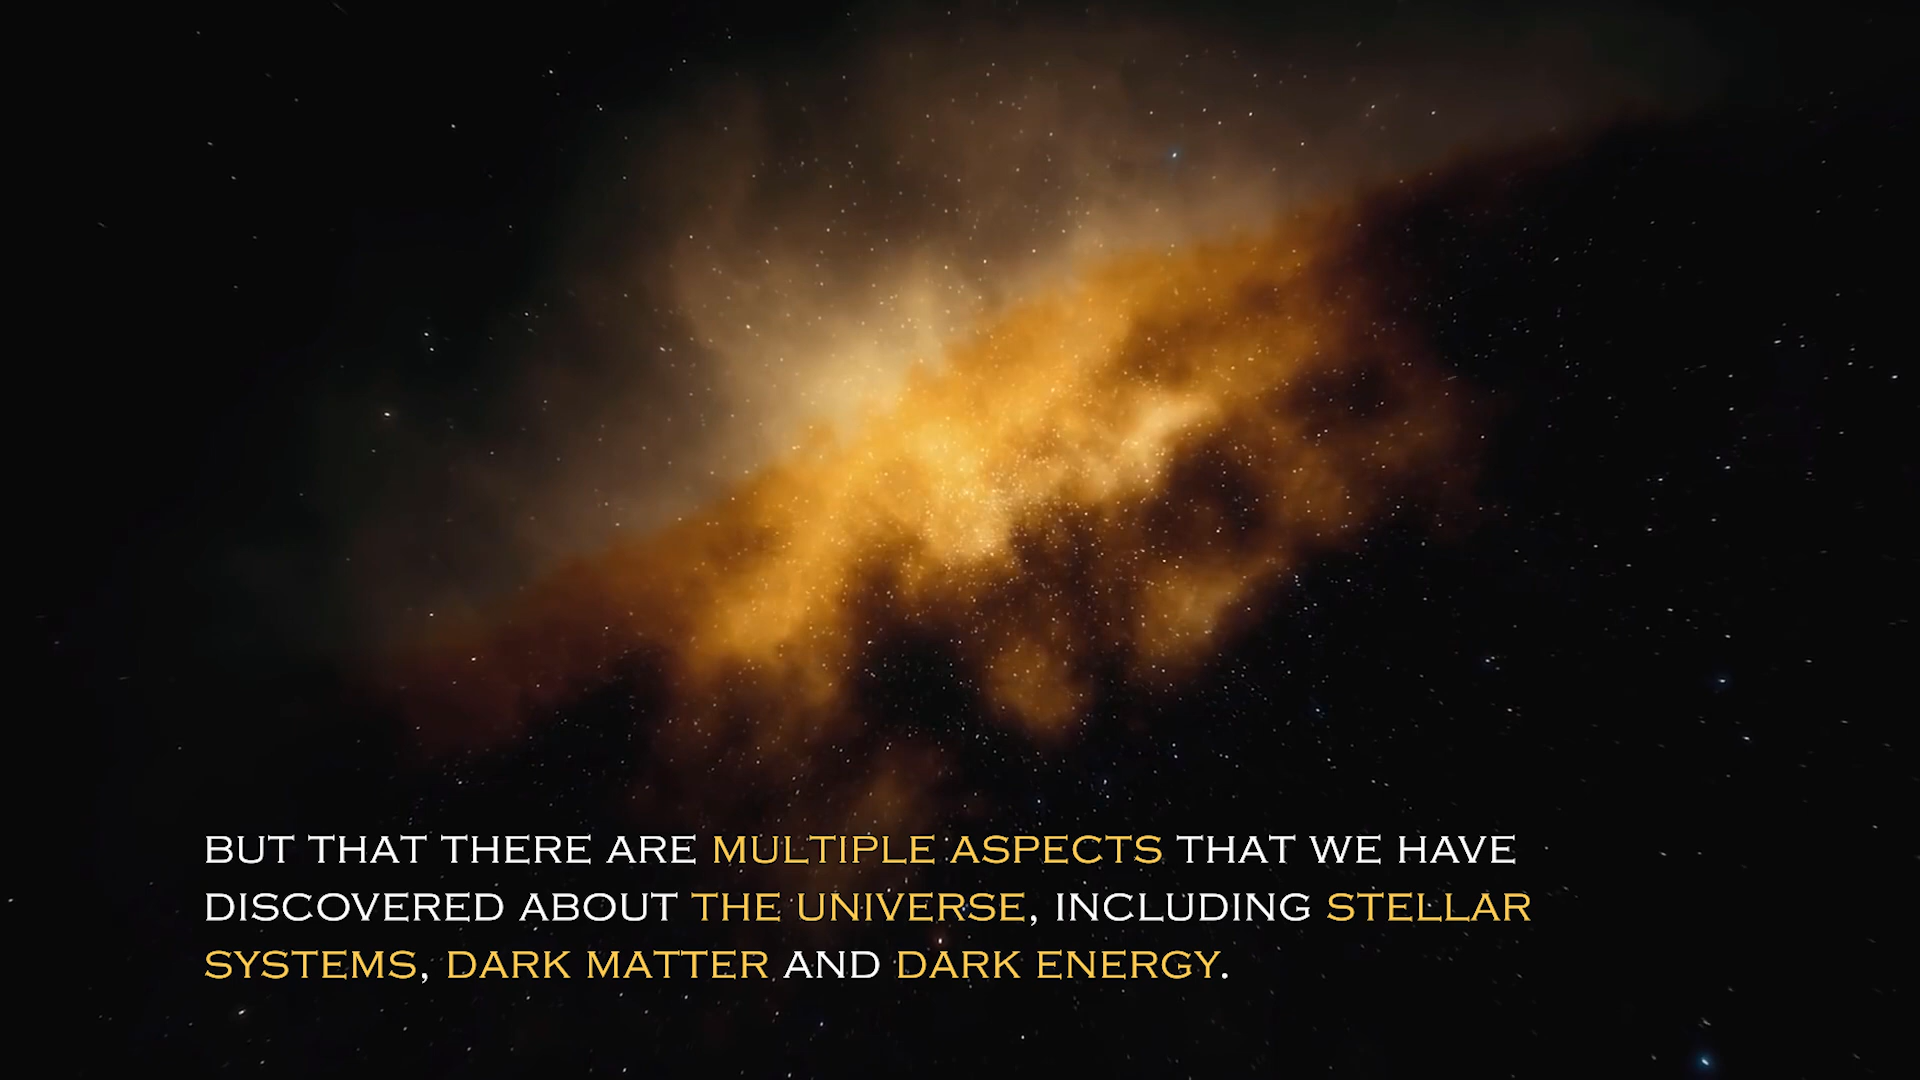 BUT THAT THERE ARE MULTIPLE ASPECTS THAT WE HAVE
DISCOVERED ABOUT THE UNIVERSE, INCLUDING STELLAR
SYSTEMS, DARK MATTER AND DARK ENERGY.